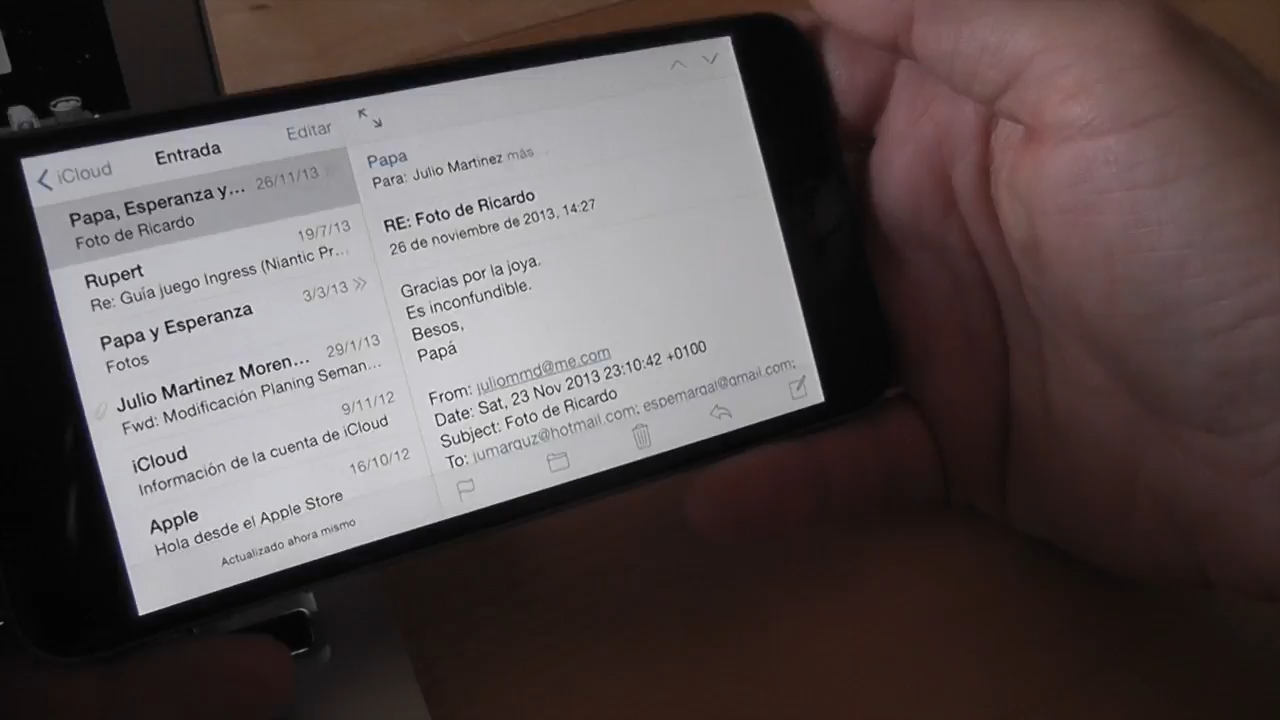 iCloud
Entrada
Editar
Papa, Esperanza y... 26/11/13
Foto de Ricardo
Rupert 19/7/13
Re: Guía juego Ingress (Niantic Pr...
Papa y Esperanza 3/3/13
Fotos
Julio Martinez Moren... 29/1/13
Fwd: Modificación Planing Seman...
iCloud 9/11/12
Información de la cuenta de iCloud
Apple 16/10/12
Hola desde el Apple Store
Actualizado ahora mismo
Papa
Para: Julio Martinez más...
RE: Foto de Ricardo
26 de noviembre de 2013, 14:27
Gracias por la joya.
Es inconfundible.
Besos,
Papá
From: juliommd@me.com
Date: Sat, 23 Nov 2013 23:10:42 +0100
Subject: Foto de Ricardo
To: jumarquz@hotmail.com; espemargal@gmail.com;